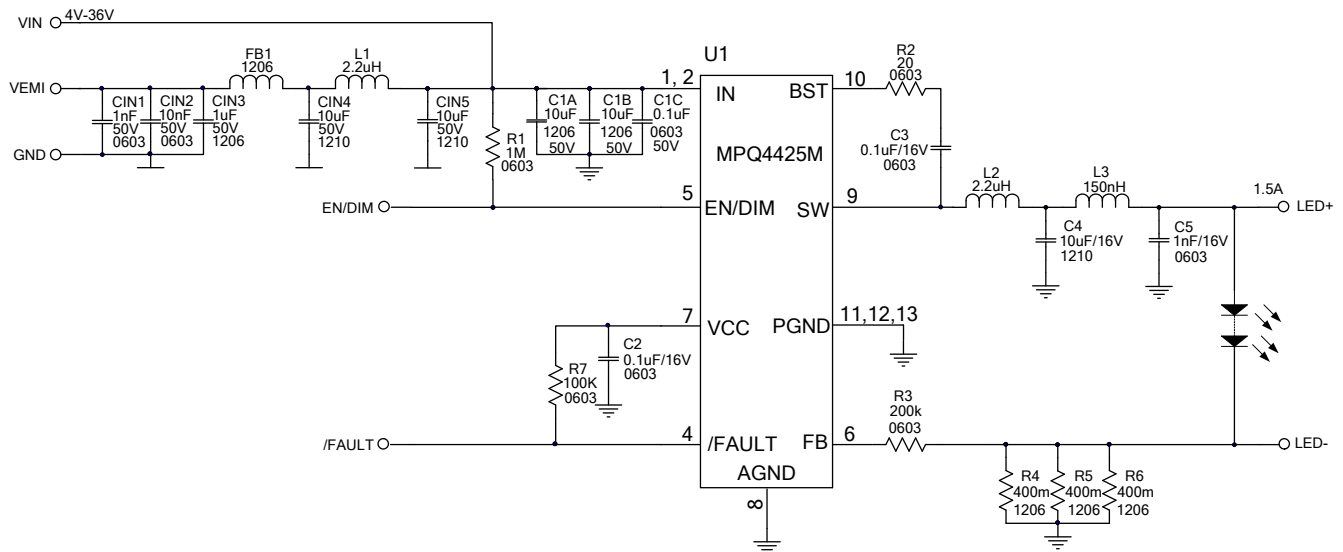 VIN
4V-36V
VEMI
GND
CIN1
1nF
50V
0603
CIN2
10nF
50V
0603
CIN3
1uF
50V
1206
FB1
1206
CIN4
10uF
50V
1210
L1
2.2uH
CIN5
10uF
50V
1210
R1
1M
0603
C1A
10uF
1206
50V
C1B
10uF
1206
50V
C1C
0.1uF
0603
50V
EN/DIM
U1
1, 2
IN
BST
10
MPQ4425M
5
EN/DIM
SW
9
7
VCC
PGND
11,12,13
4
/FAULT
FB
6
AGND
8
R2
20
0603
C3
0.1uF/16V
0603
L2
2.2uH
L3
150nH
1.5A
LED+
C4
10uF/16V
1210
C5
1nF/16V
0603
C2
0.1uF/16V
0603
R7
100K
0603
/FAULT
R3
200k
0603
LED-
R4
400m
1206
R5
400m
1206
R6
400m
1206